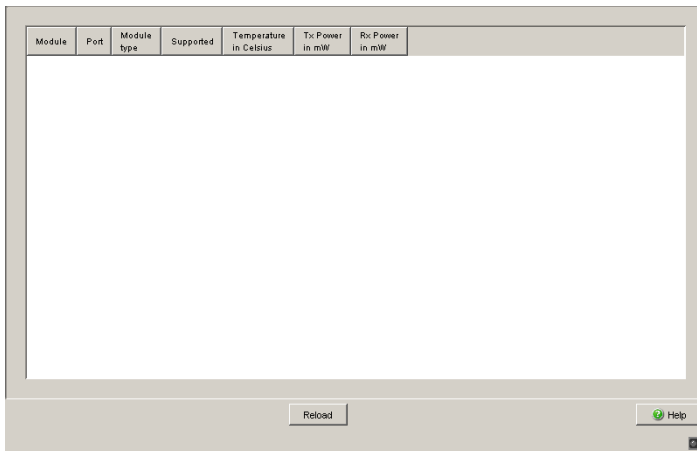 Module Port Module type Supported Temperature in Celsius Tx Power in mW Rx Power in mW
Reload
Help